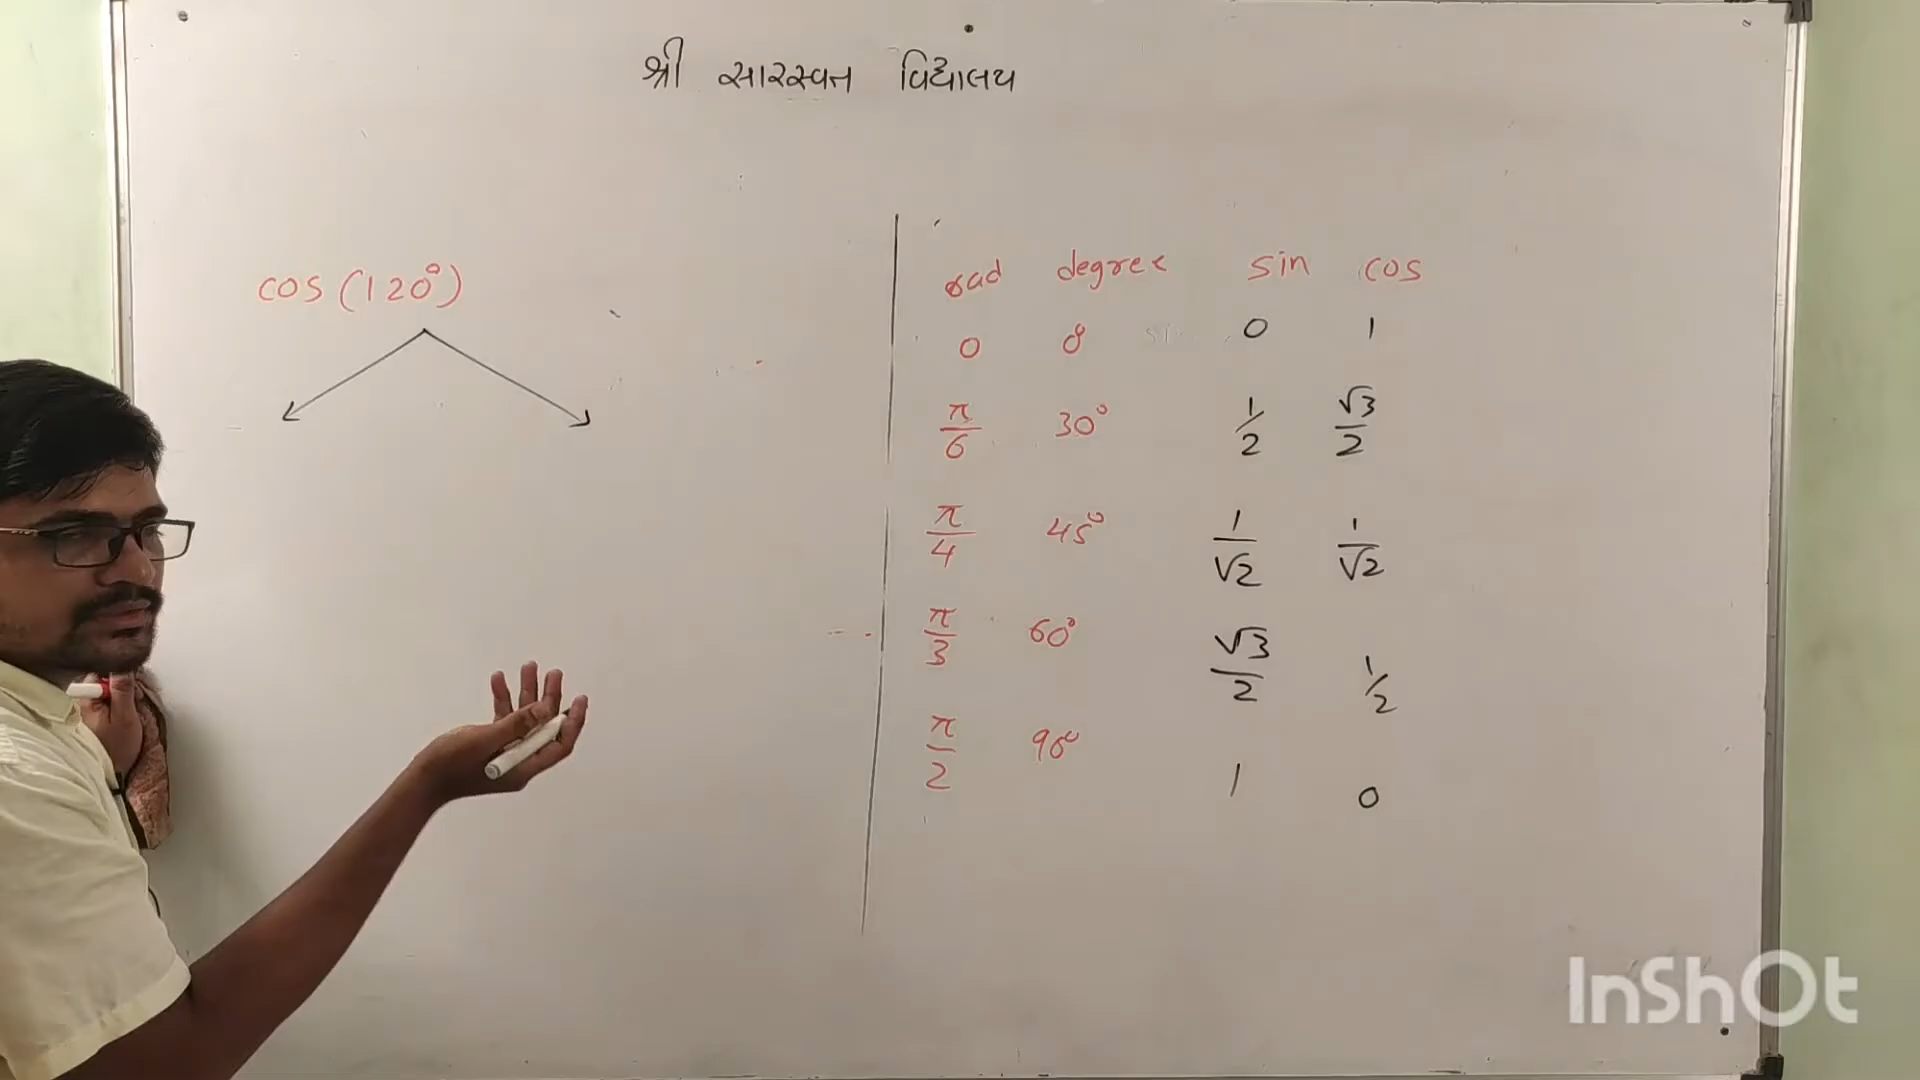 શ્રી સારસ્વત વિદ્યાલય
cos (120°)
rad degree sin cos
0 0° 0 1
π/6 30° 1/2 √3/2
π/4 45° 1/√2 1/√2
π/3 60° √3/2 1/2
π/2 90° 1 0
InShOt